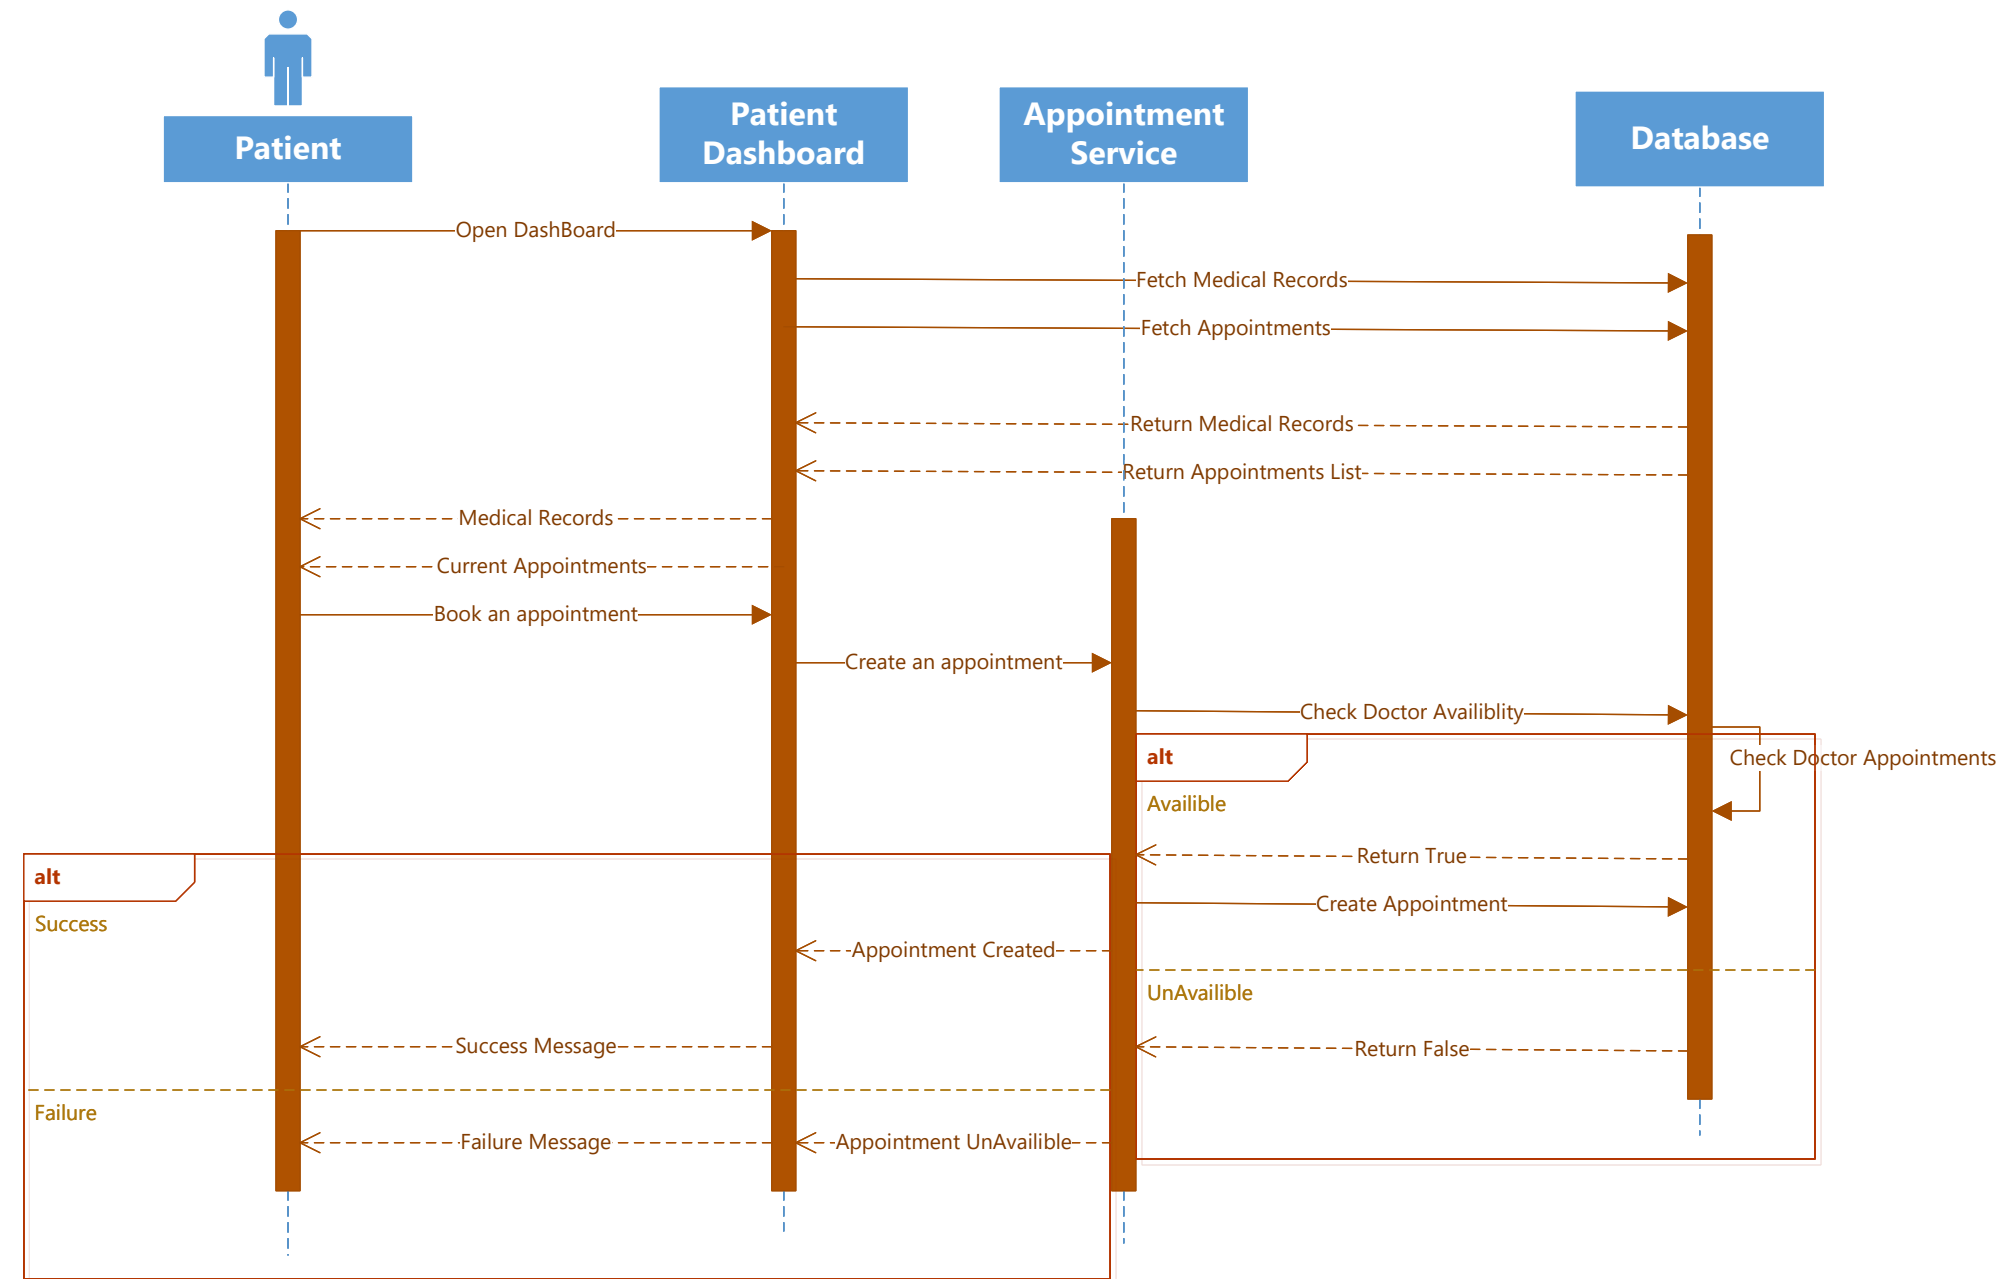 Patient
Patient
Dashboard
Appointment
Service
Database
Open DashBoard
Fetch Medical Records
Fetch Appointments
Return Medical Records
Return Appointments List
Medical Records
Current Appointments
Book an appointment
Create an appointment
Check Doctor Availiblity
alt
Check Doctor Appointments
Availible
Return True
alt
Create Appointment
Success
Appointment Created
UnAvailible
Success Message
Return False
Failure
Failure Message
Appointment UnAvailible